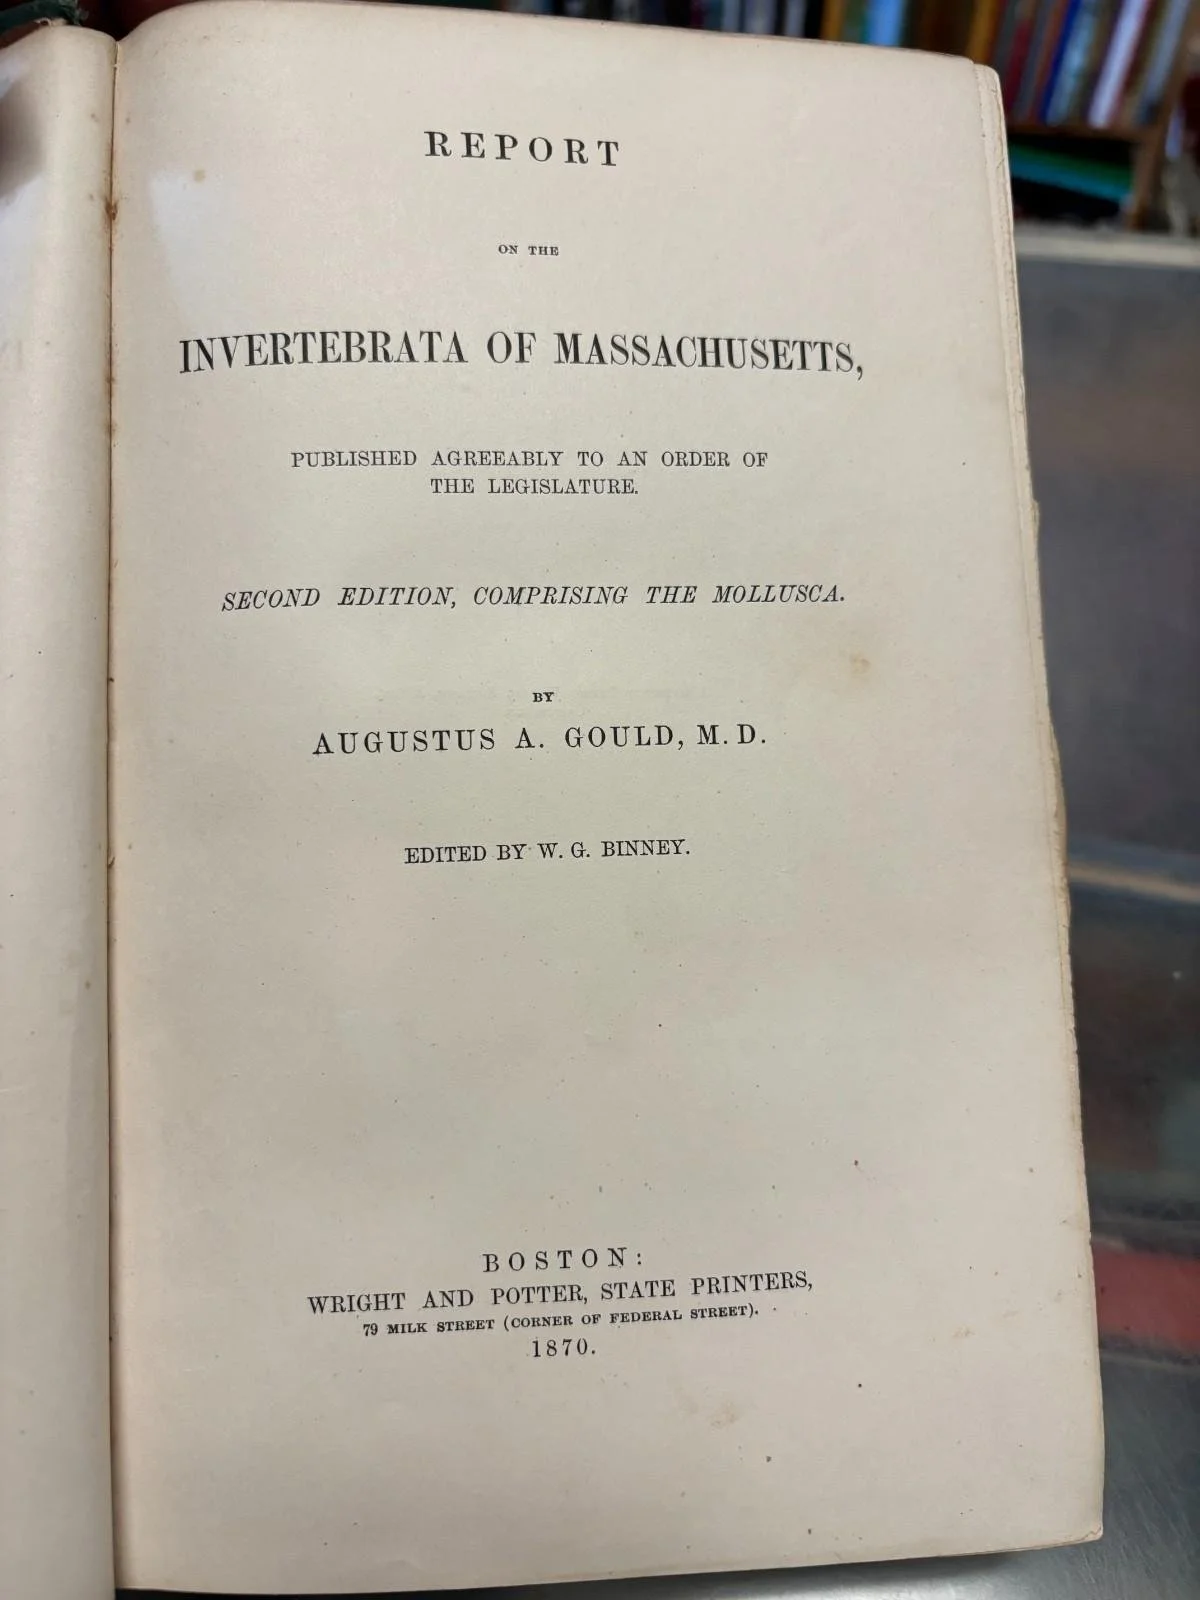 REPORT
ON THE
INVERTEBRATA OF MASSACHUSETTS,
PUBLISHED AGREEABLY TO AN ORDER OF
THE LEGISLATURE.
SECOND EDITION, COMPRISING THE MOLLUSCA.
BY
AUGUSTUS A. GOULD, M. D.
EDITED BY W. G. BINNEY.
BOSTON:
WRIGHT AND POTTER, STATE PRINTERS,
79 MILK STREET (CORNER OF FEDERAL STREET).
1870.